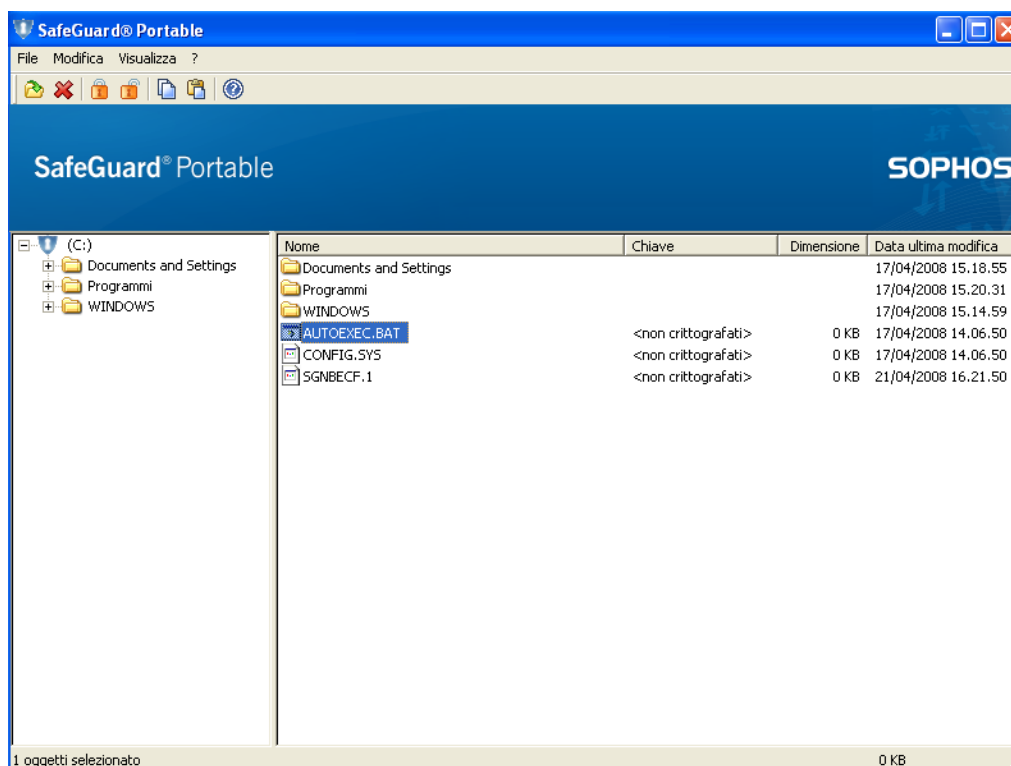 SafeGuard® Portable
File Modifica Visualizza ?
SafeGuard® Portable
SOPHOS
(C:)
Documents and Settings
Programmi
WINDOWS
Nome Chiave Dimensione Data ultima modifica
Documents and Settings 17/04/2008 15.18.55
Programmi 17/04/2008 15.20.31
WINDOWS 17/04/2008 15.14.59
AUTOEXEC.BAT <non crittografati> 0 KB 17/04/2008 14.06.50
CONFIG.SYS <non crittografati> 0 KB 17/04/2008 14.06.50
SGNBECF.1 <non crittografati> 0 KB 21/04/2008 16.21.50
1 oggetti selezionato 0 KB